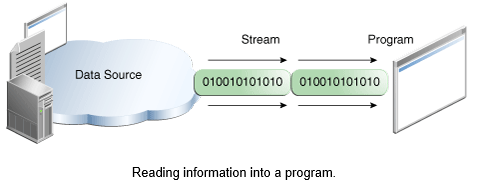 Stream
Program
Data Source
010010101010
010010101010
Reading information into a program.